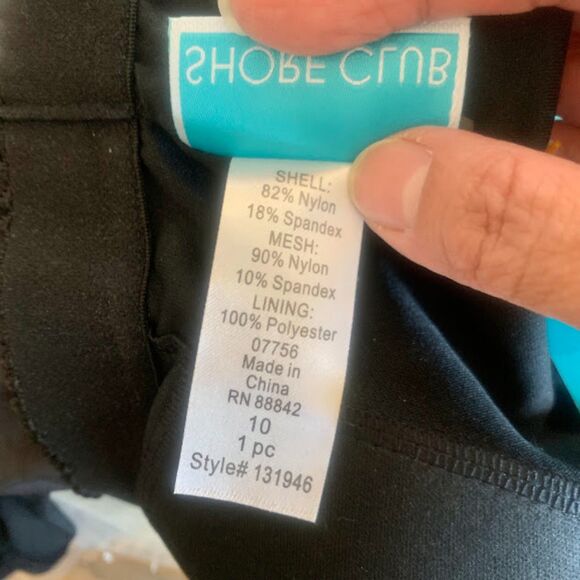 SHORE CLUB
SHELL:
82% Nylon
18% Spandex
MESH:
90% Nylon
10% Spandex
LINING:
100% Polyester
07756
Made in
China
RN 88842
10
1 pc
Style# 131946